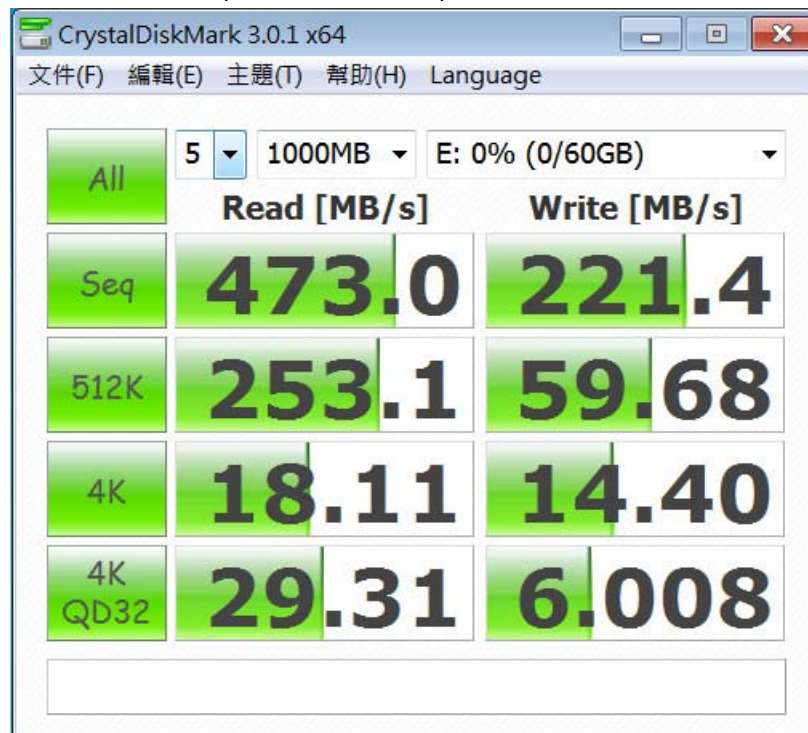 CrystalDiskMark 3.0.1 x64
文件(F) 編輯(E) 主題(T) 幫助(H) Language
All 5 1000MB E: 0% (0/60GB)
Read [MB/s] Write [MB/s]
Seq 473.0 221.4
512K 253.1 59.68
4K 18.11 14.40
4K
QD32 29.31 6.008